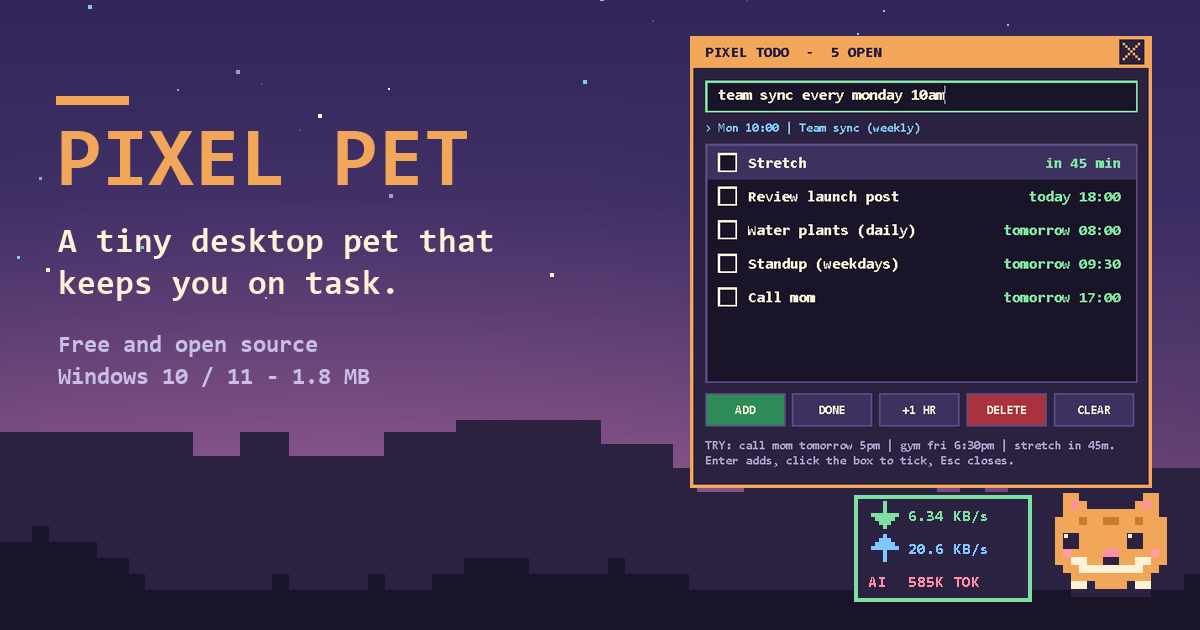 PIXEL PET
A tiny desktop pet that
keeps you on task.
Free and open source
Windows 10 / 11 - 1.8 MB
PIXEL TODO - 5 OPEN
team sync every monday 10am
› Mon 10:00 | Team sync (weekly)
Stretch in 45 min
Review launch post today 18:00
Water plants (daily) tomorrow 08:00
Standup (weekdays) tomorrow 09:30
Call mom tomorrow 17:00
ADD DONE +1 HR DELETE CLEAR
TRY: call mom tomorrow 5pm | gym fri 6:30pm | stretch in 45m.
Enter adds, click the box to tick, Esc closes.
6.34 KB/s
20.6 KB/s
AI 585K TOK